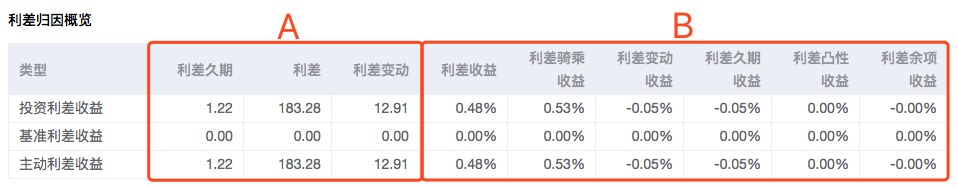 利差归因概览
A B
类型 利差久期 利差 利差变动 利差收益 利差骑乘 利差变动 利差久期 利差凸性 利差余项
收益 收益 收益 收益 收益
投资利差收益 1.22 183.28 12.91 0.48% 0.53% -0.05% -0.05% 0.00% -0.00%
基准利差收益 0.00 0.00 0.00 0.00% 0.00% 0.00% 0.00% 0.00% 0.00%
主动利差收益 1.22 183.28 12.91 0.48% 0.53% -0.05% -0.05% 0.00% -0.00%